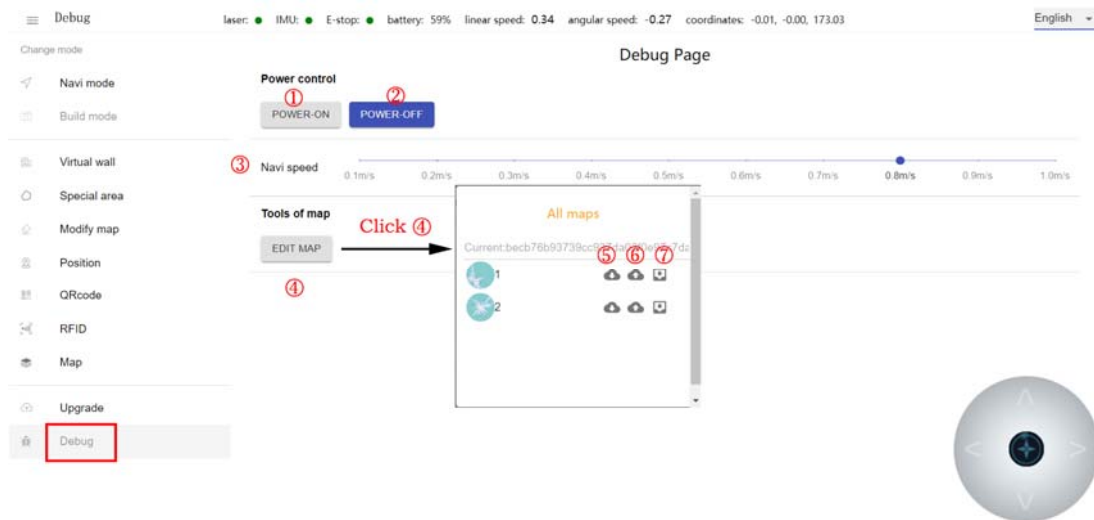 Debug
laser: IMU: E-stop: battery: 59% linear speed: 0.34 angular speed: -0.27 coordinates: -0.01, -0.00, 173.03
English
Change mode
Debug Page
Navi mode
Power control
① ②
Build mode
POWER-ON POWER-OFF
Virtual wall
③ Navi speed
0.1m/s 0.2m/s 0.3m/s 0.4m/s 0.5m/s 0.6m/s 0.7m/s 0.8m/s 0.9m/s 1.0m/s
Special area
Tools of map
Click ④
All maps
Modify map
EDIT MAP
⑤ ⑥ ⑦
Position
④
1
QRcode
2
RFID
Map
Upgrade
Debug